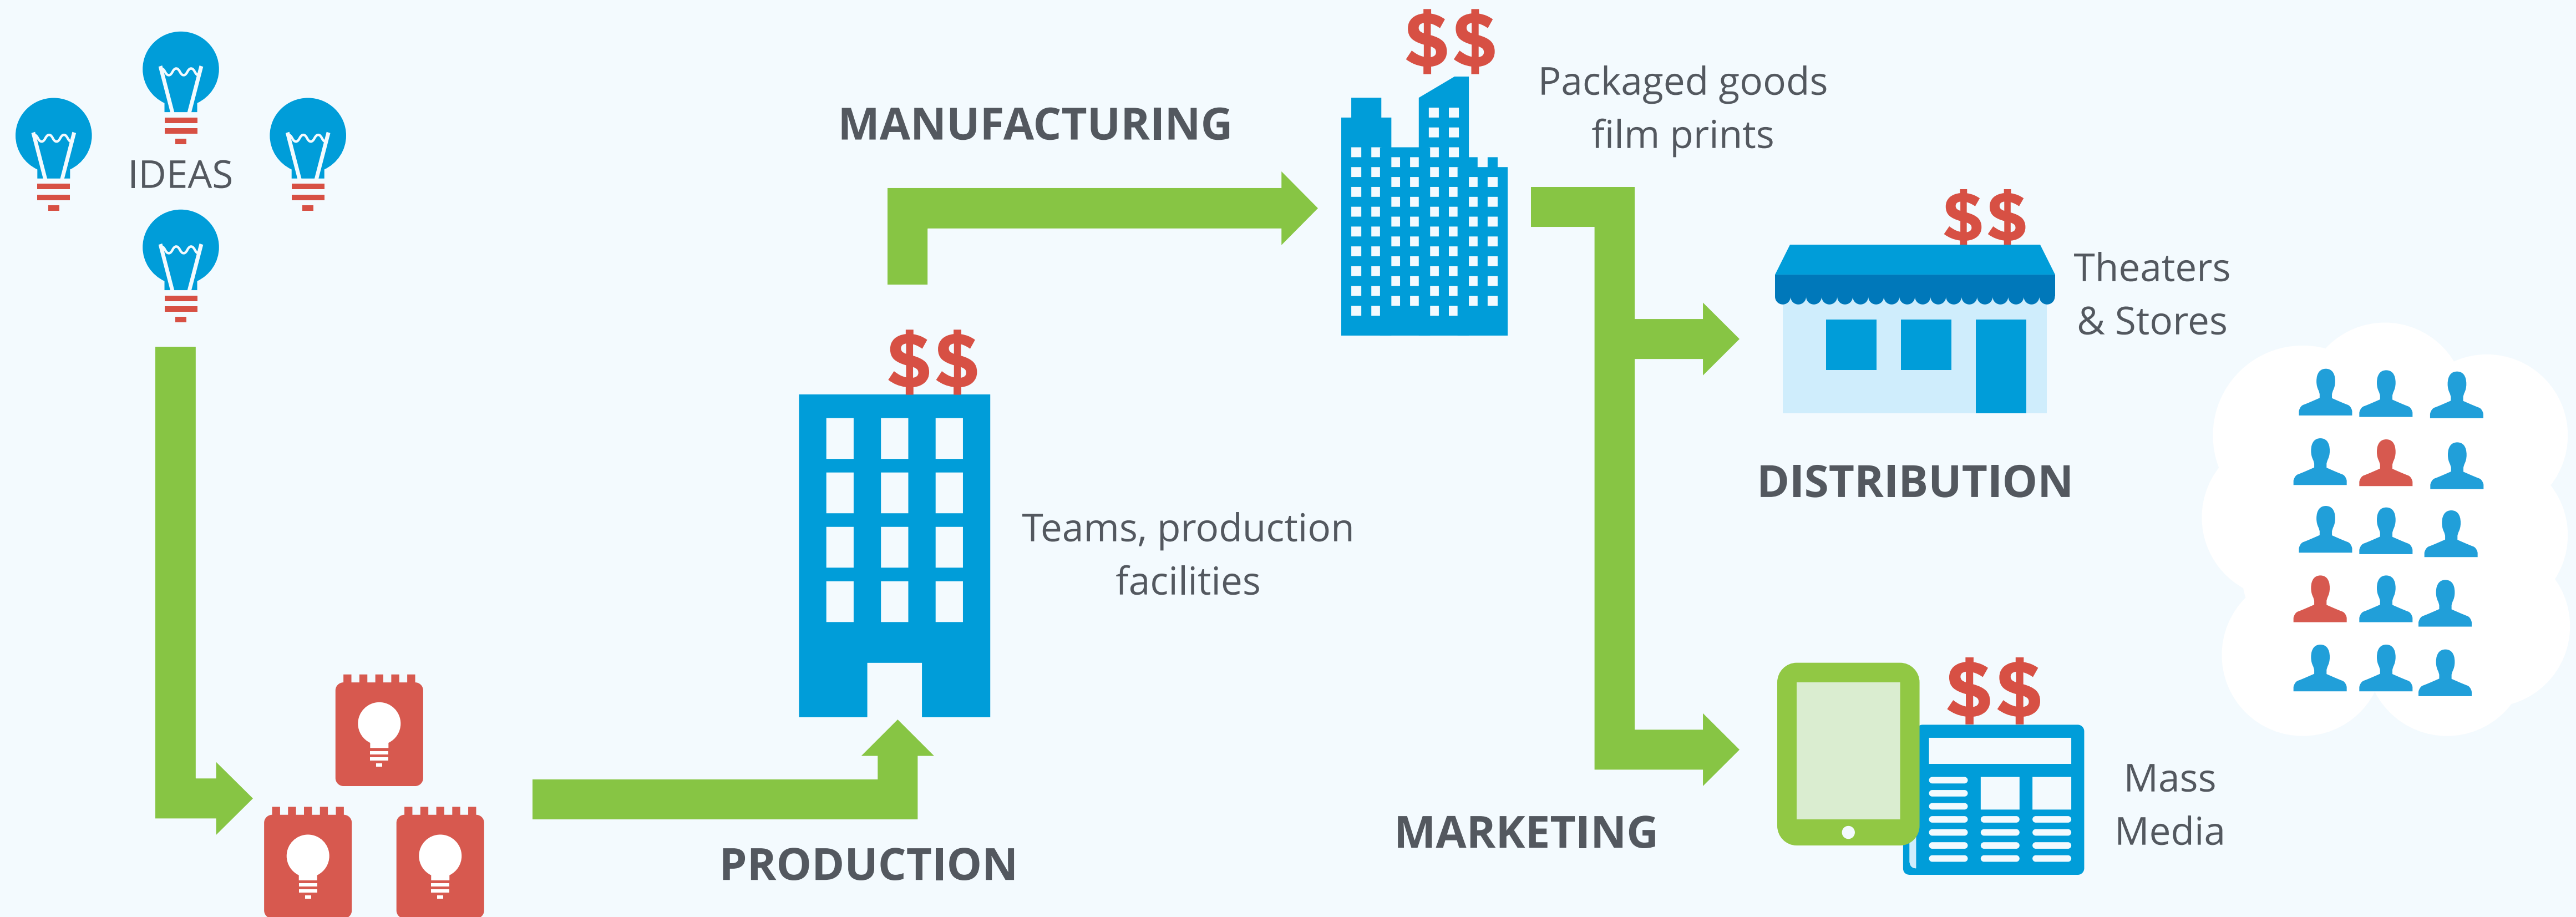 IDEAS
PRODUCTION
$$
Teams, production
facilities
MANUFACTURING
$$
Packaged goods
film prints
$$
Theaters
& Stores
DISTRIBUTION
MARKETING
$$
Mass
Media